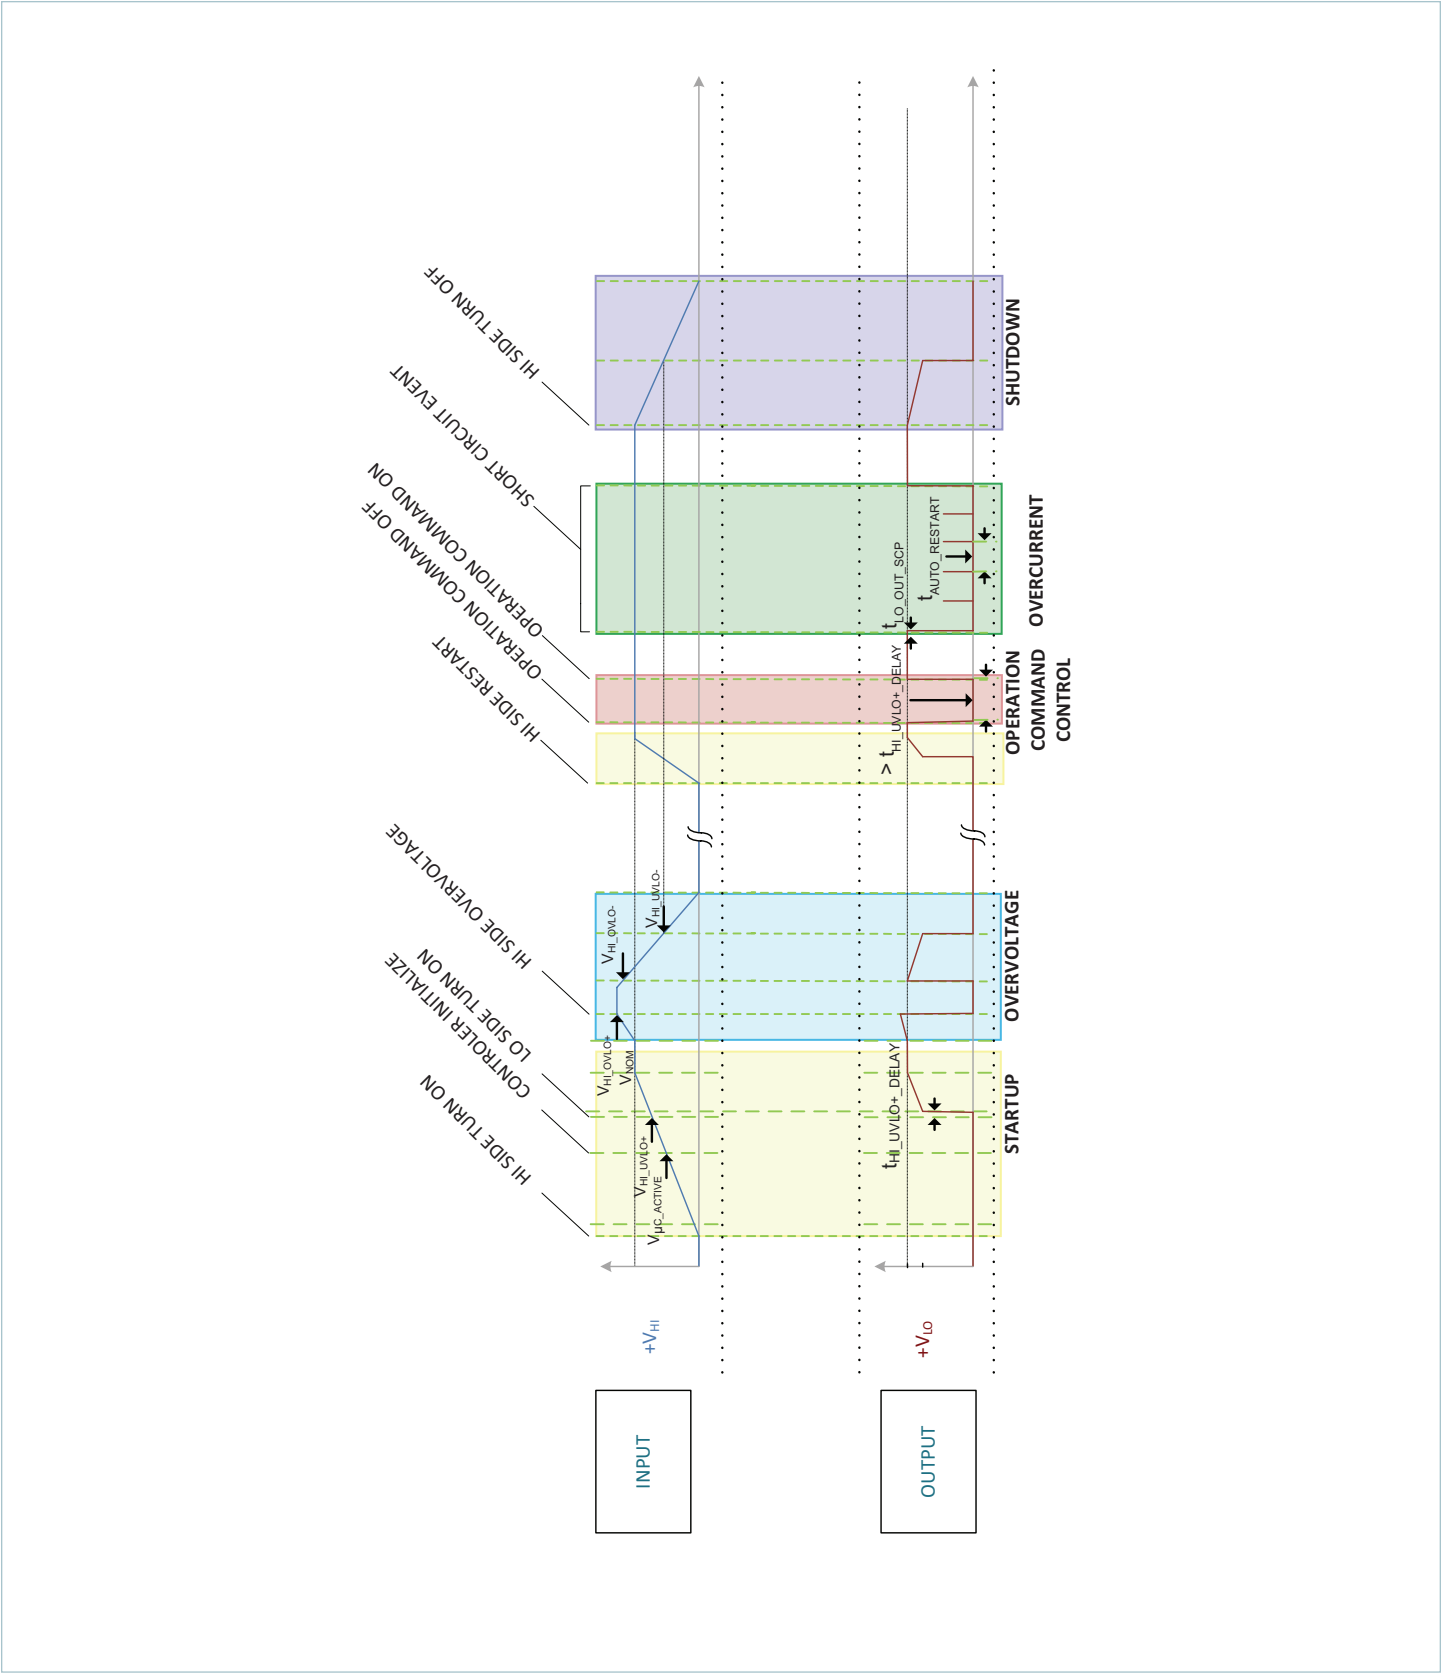 HI SIDE TURN ON
CONTROLER INITIALIZE
LO SIDE TURN ON
HI SIDE OVERVOLTAGE
HI SIDE RESTART
OPERATION COMMAND OFF
OPERATION COMMAND ON
SHORT CIRCUIT EVENT
HI SIDE TURN OFF
INPUT
+VHI
VµC_ACTIVE
VHI_UVLO+
VNOM
VHI_OVLO+
VHI_OVLO-
VHI_UVLO-
OUTPUT
+VLO
tHI_UVLO+_DELAY
> tHI_UVLO+_DELAY
tLO_OUT_SCP
tAUTO_RESTART
STARTUP
OVERVOLTAGE
OPERATION
COMMAND
CONTROL
OVERCURRENT
SHUTDOWN